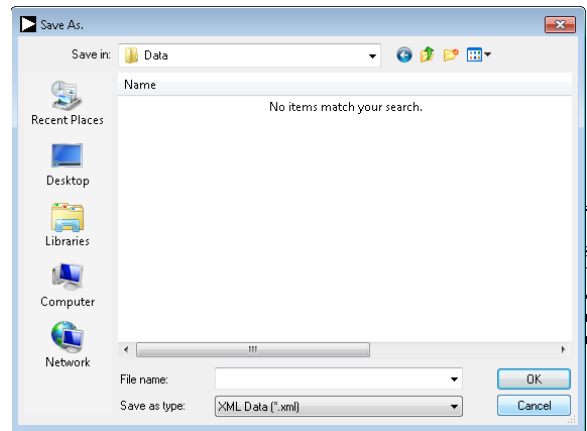 Save As.
Save in: Data
Name
No items match your search.
Recent Places
Desktop
Libraries
Computer
Network
File name:
OK
Save as type: XML Data (*.xml)
Cancel